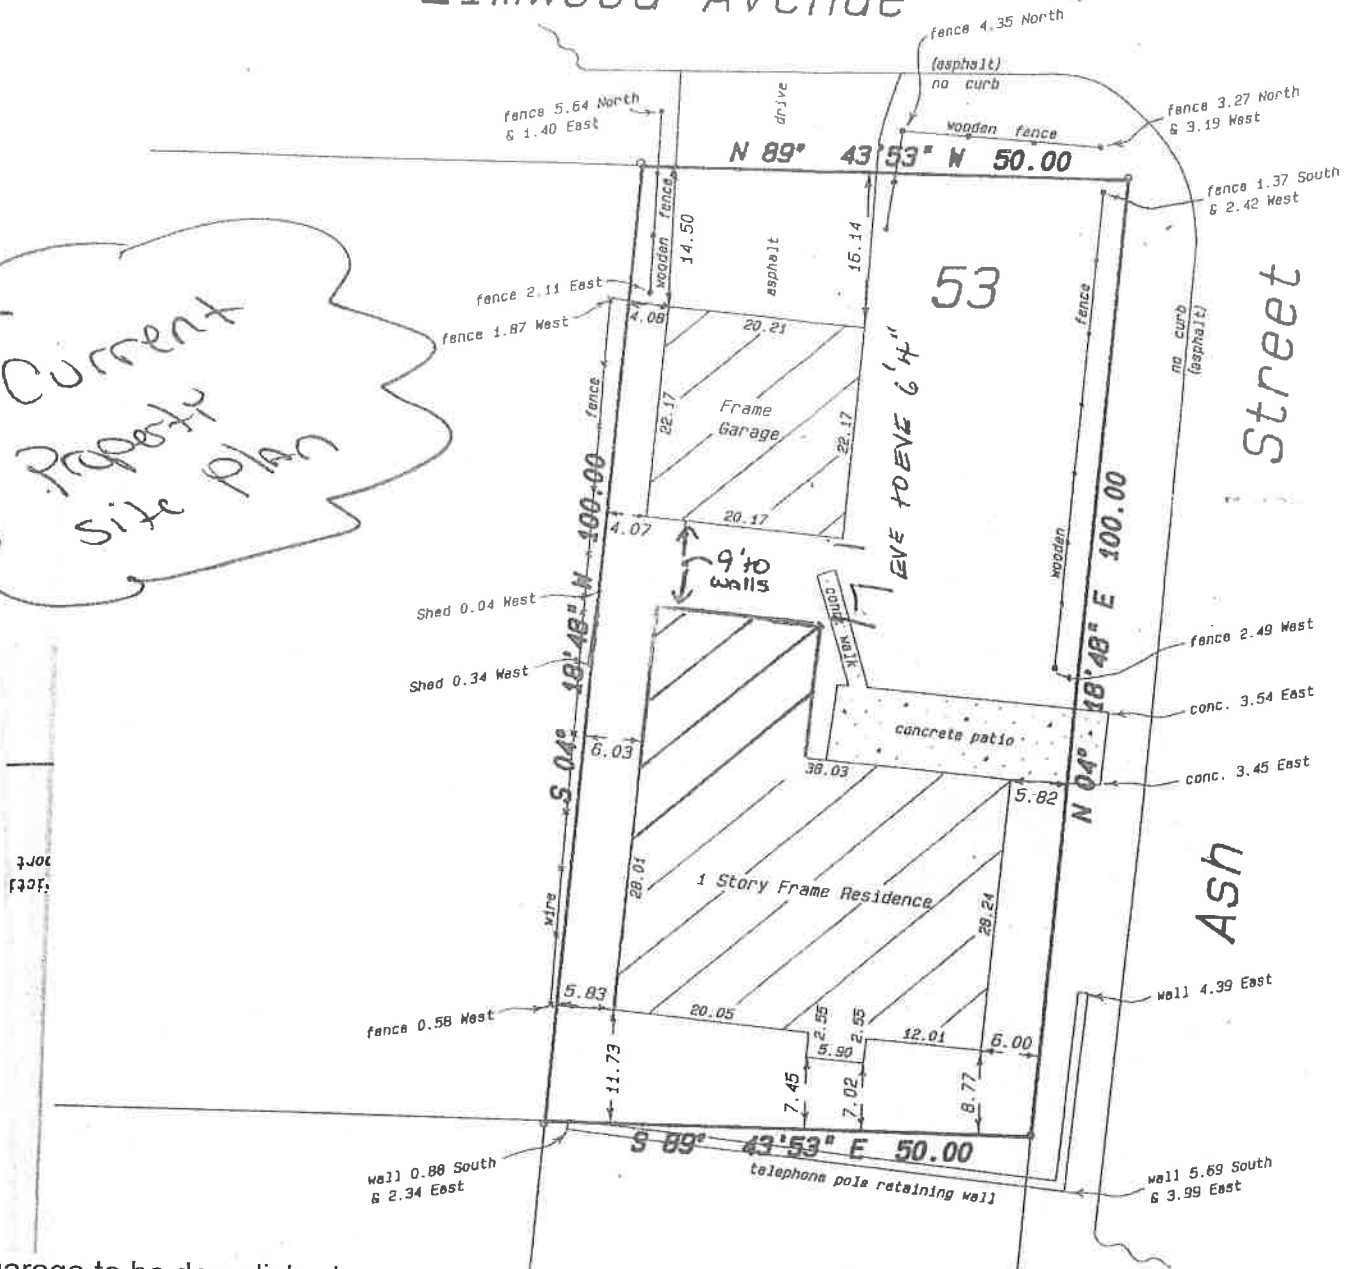 Elmwood Avenue
fence 4.35 North
(asphalt)
no curb
fence 5.64 North
& 1.40 East
drive
wooden fence
fence 3.27 North
& 3.19 West
N 89° 43'53" W 50.00
fence 1.37 South
& 2.42 West
wooden fence
14.50
asphalt
15.14
53
fence
no curb
(asphalt)
Street
fence 2.11 East
fence 1.87 West
4.08
20.21
Current
Property
Site Plan
fence
22.17
Frame
Garage
22.17
EVE TO EVE 6'4"
S 04° 18'48" W 100.00
4.07
20.17
9' to
walls
wooden
N 04° 18'48" E 100.00
Shed 0.04 West
conc. walk
fence 2.49 West
Shed 0.34 West
conc. 3.54 East
6.03
concrete patio
38.03
5.82
conc. 3.45 East
28.01
1 Story Frame Residence
28.24
Ash
wire
5.83
20.05
2.55
2.55
12.01
6.00
wall 4.39 East
fence 0.58 West
5.90
11.73
7.45
7.02
8.77
S 89° 43'53" E 50.00
wall 0.88 South
& 2.34 East
telephone pole retaining wall
wall 5.69 South
& 3.99 East